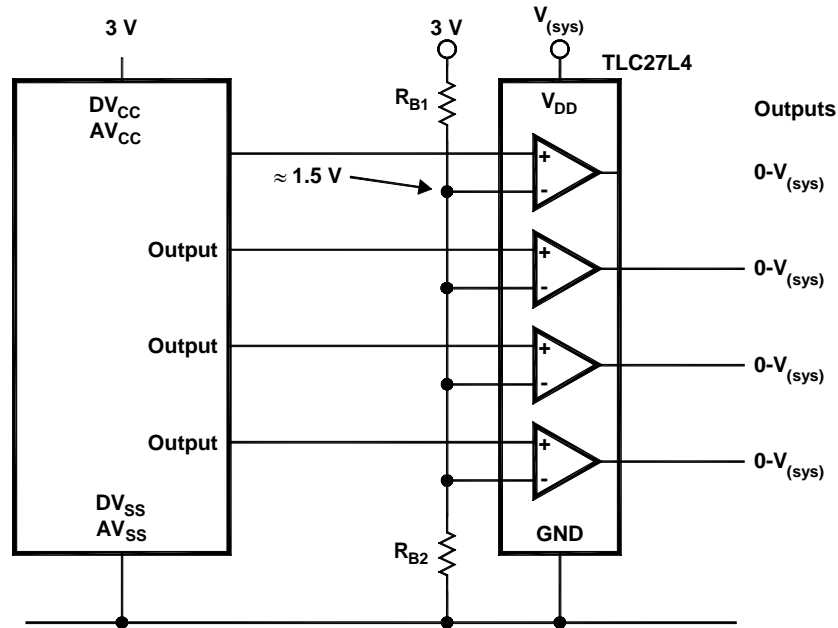 3 V
3 V
V(sys)
TLC27L4
DVCC
AVCC
RB1
VDD
Outputs
+
-
≈ 1.5 V
0-V(sys)
Output
+
-
0-V(sys)
Output
+
-
0-V(sys)
Output
+
-
0-V(sys)
DVSS
AVSS
RB2
GND